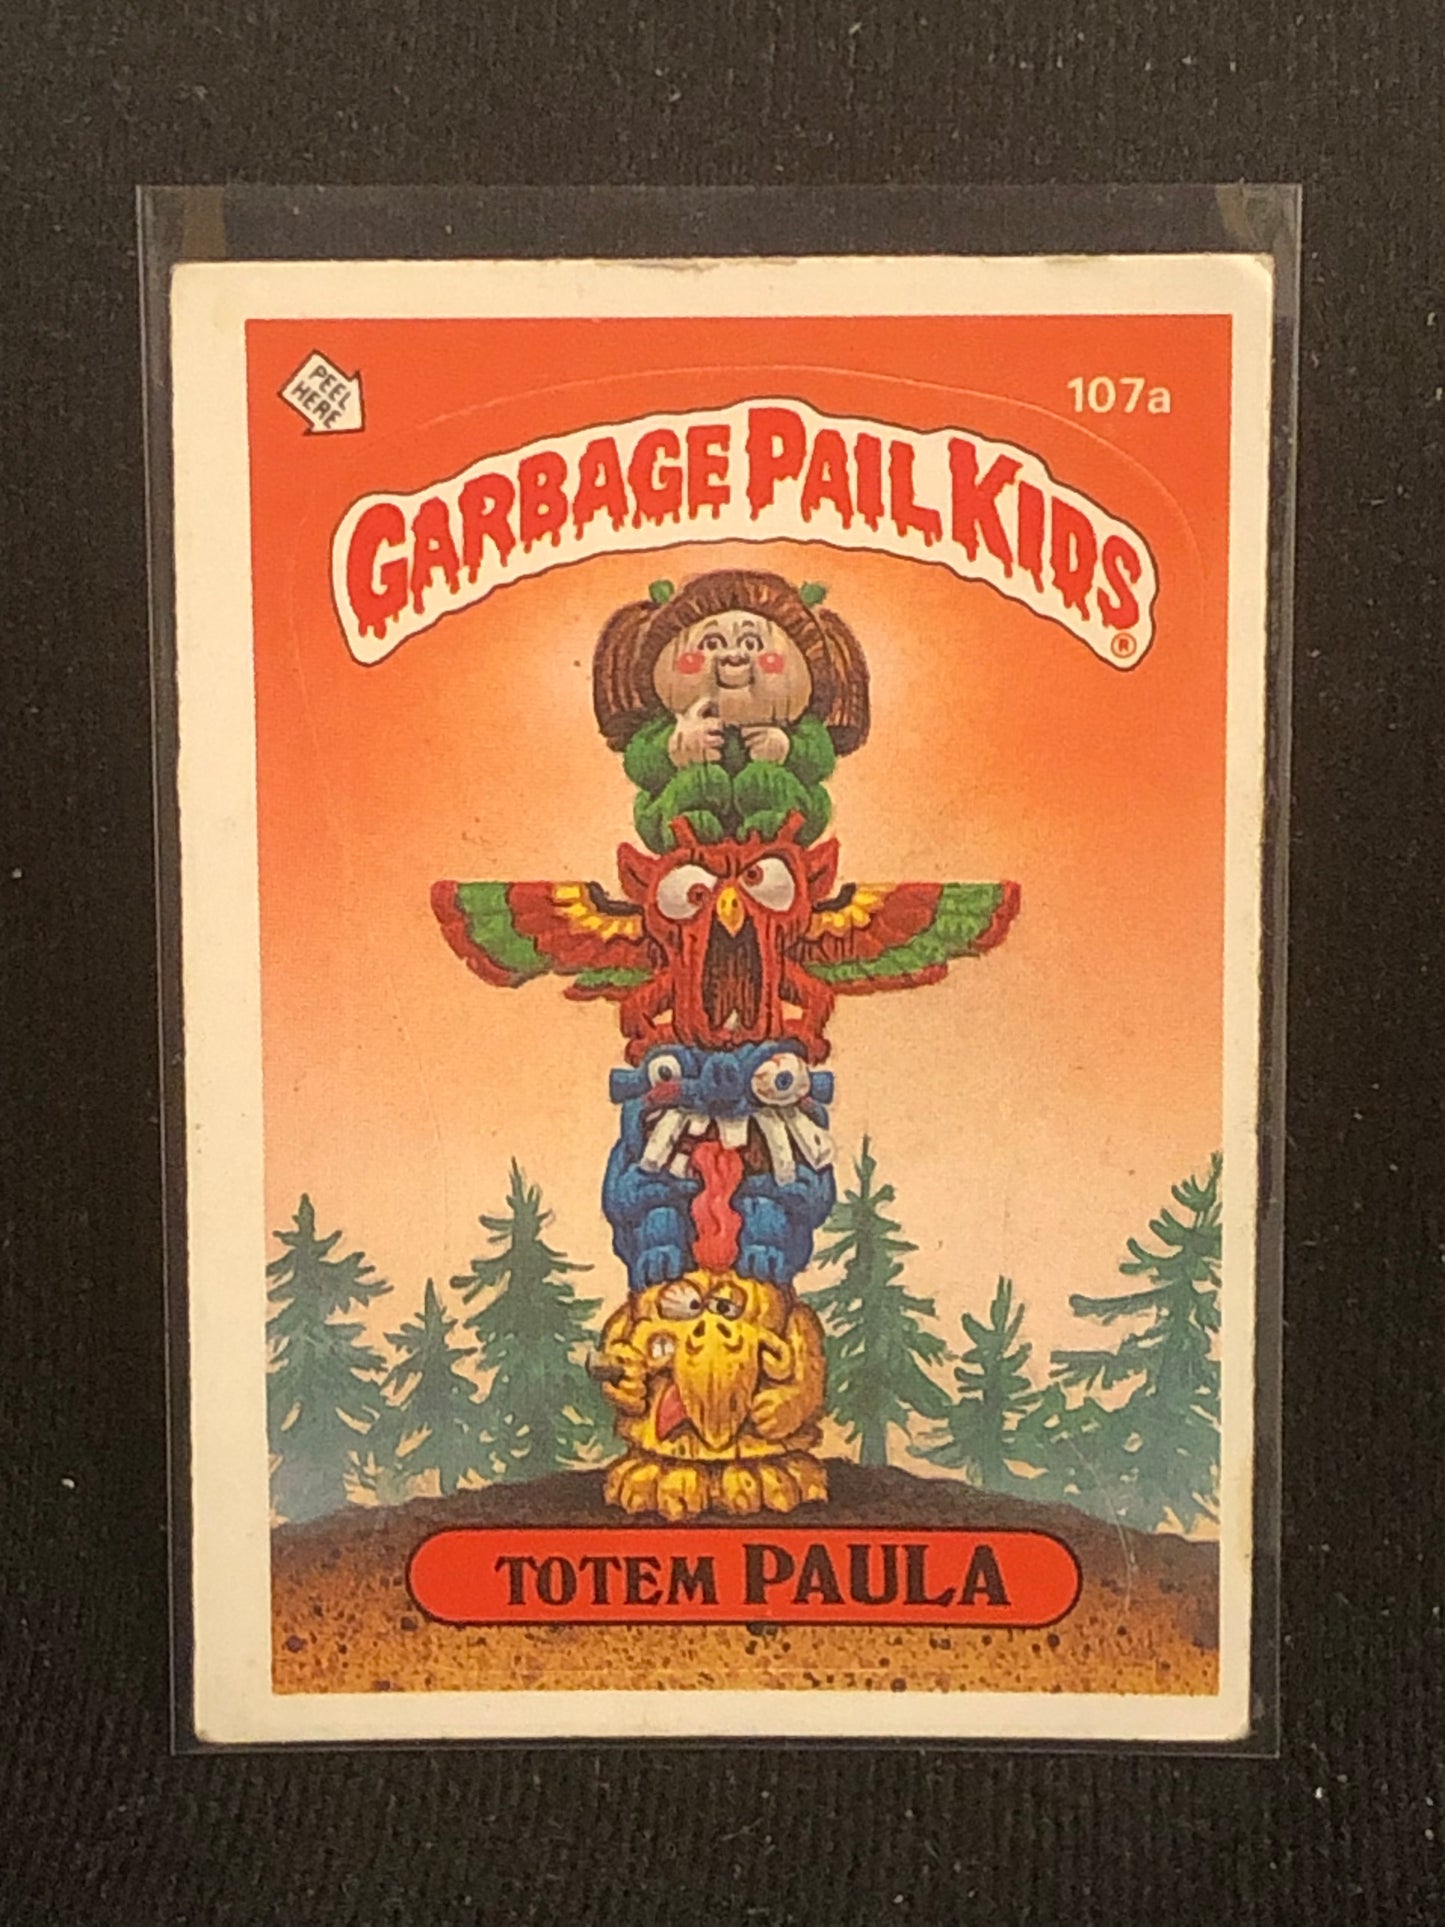 PEEL
HERE
107a
GARBAGE PAIL KIDS
®
TOTEM PAULA